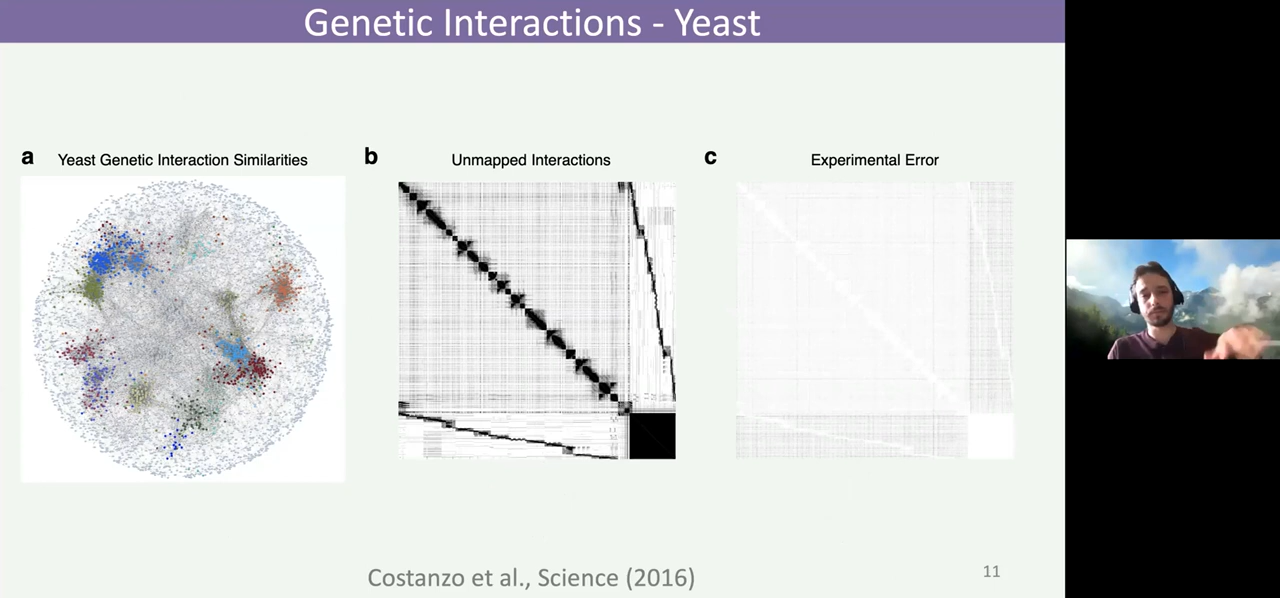 Genetic Interactions - Yeast
a Yeast Genetic Interaction Similarities
b Unmapped Interactions
c Experimental Error
Costanzo et al., Science (2016)
11